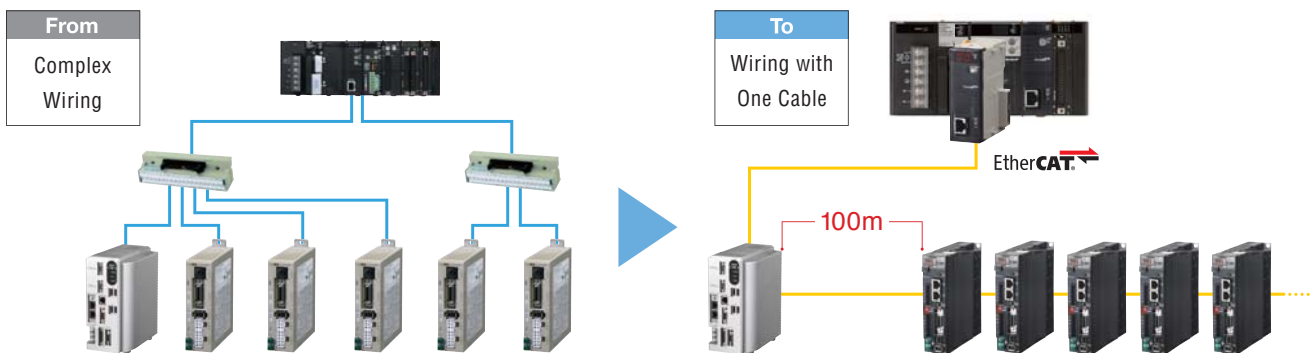 From
Complex
Wiring
To
Wiring with
One Cable
EtherCAT®
100m